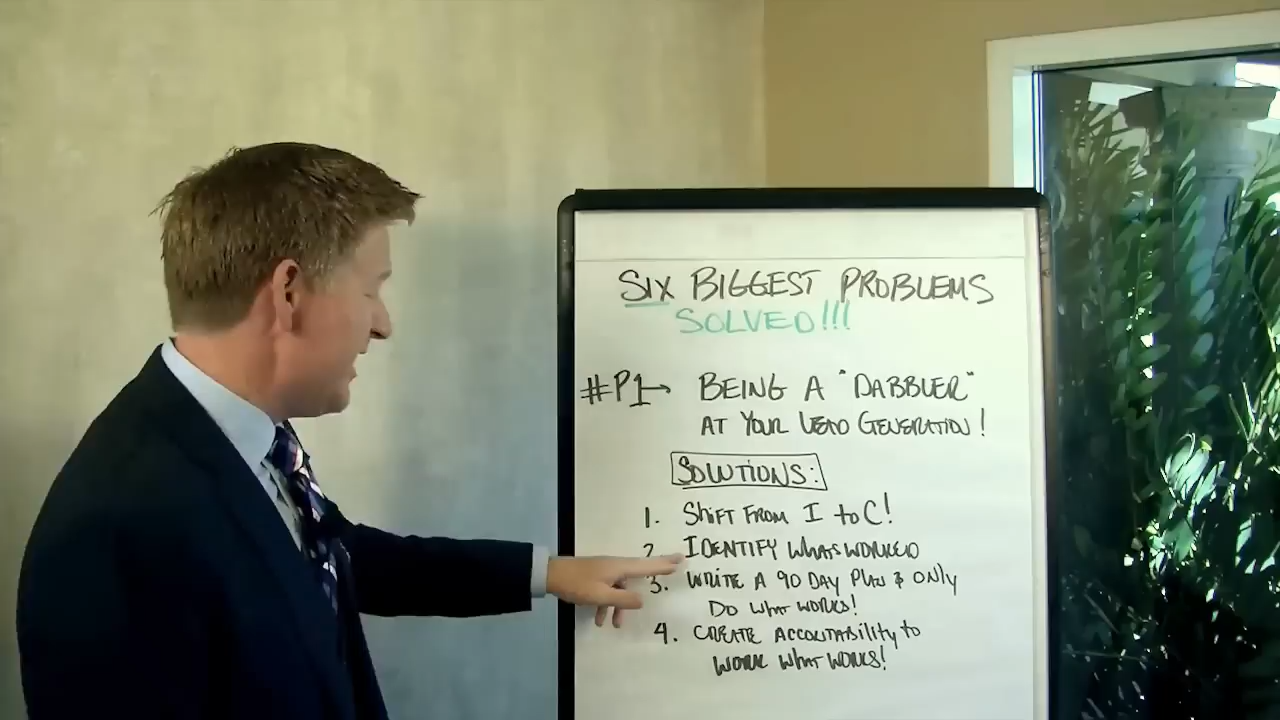 SIX BIGGEST PROBLEMS
SOLVED!!!
#P1→ BEING A "DABBLER"
AT YOUR LEAD GENERATION!
SOLUTIONS:
1. SHIFT FROM I to C!
2. IDENTIFY WHATS WORKED
3. WRITE A 90 DAY PLAN & ONLY
DO WHAT WORKS!
4. CREATE ACCOUNTABILITY to
WORK WHAT WORKS!